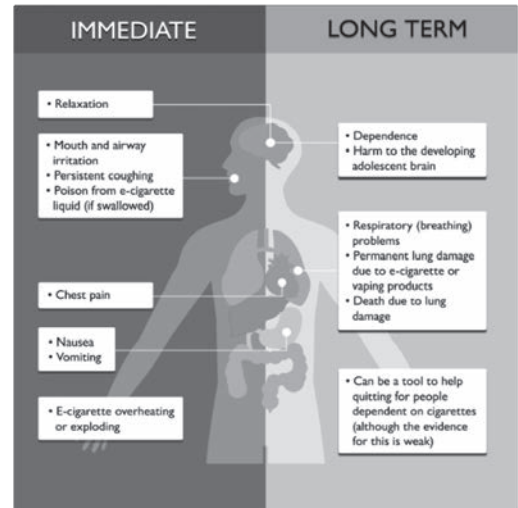 IMMEDIATE
• Relaxation
• Mouth and airway
irritation
• Persistent coughing
• Poison from e-cigarette
liquid (if swallowed)
• Chest pain
• Nausea
• Vomiting
• E-cigarette overheating
or exploding
LONG TERM
• Dependence
• Harm to the developing
adolescent brain
• Respiratory (breathing)
problems
• Permanent lung damage
due to e-cigarette or
vaping products
• Death due to lung
damage
• Can be a tool to help
quitting for people
dependent on cigarettes
(although the evidence
for this is weak)